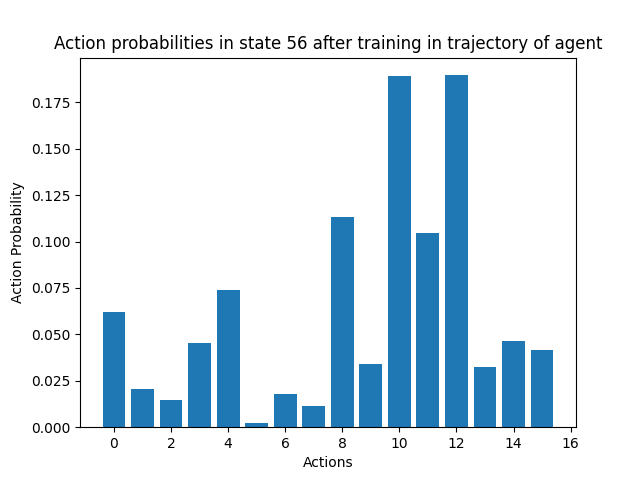 Action probabilities in state 56 after training in trajectory of agent
0.175
0.150
0.125
0.100
0.075
0.050
0.025
0.000
Action Probability
0 2 4 6 8 10 12 14 16
Actions